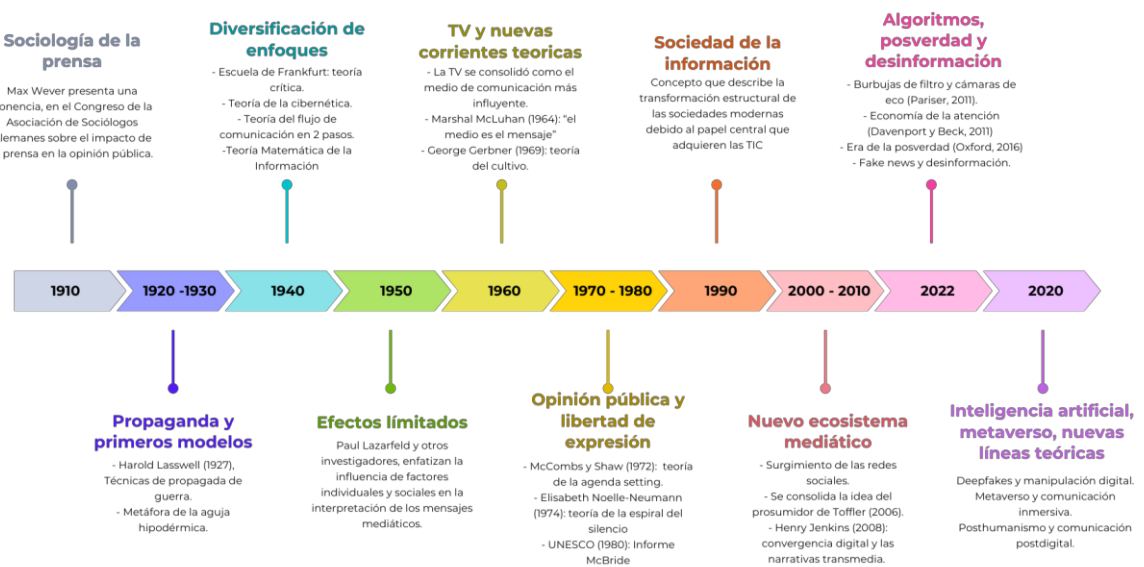 Sociología de la
prensa
Max Wever presenta una
onencia, en el Congreso de la
Asociación de Sociólogos
lemanes sobre el impacto de
prensa en la opinión pública.
Diversificación de
enfoques
- Escuela de Frankfurt: teoría
crítica.
- Teoría de la cibernética.
- Teoría del flujo de
comunicación en 2 pasos.
-Teoría Matemática de la
Información
TV y nuevas
corrientes teoricas
- La TV se consolidó como el
medio de comunicación más
influyente.
- Marshal McLuhan (1964): “el
medio es el mensaje”
- George Gerbner (1969): teoría
del cultivo.
Sociedad de la
información
Concepto que describe la
transformación estructural de
las sociedades modernas
debido al papel central que
adquieren las TIC
Algoritmos,
posverdad y
desinformación
- Burbujas de filtro y cámaras de
eco (Pariser, 2011).
- Economía de la atención
(Davenport y Beck, 2011)
- Era de la posverdad (Oxford, 2016)
- Fake news y desinformación.
1910
1920 -1930
1940
1950
1960
1970 - 1980
1990
2000 - 2010
2022
2020
Propaganda y
primeros modelos
- Harold Lasswell (1927),
Técnicas de propagada de
guerra.
- Metáfora de la aguja
hipodérmica.
Efectos límitados
Paul Lazarfeld y otros
investigadores, enfatizan la
influencia de factores
individuales y sociales en la
interpretación de los mensajes
mediáticos.
Opinión pública y
libertad de
expresión
- McCombs y Shaw (1972): teoría
de la agenda setting.
- Elisabeth Noelle-Neumann
(1974): teoría de la espiral del
silencio
- UNESCO (1980): Informe
McBride
Nuevo ecosistema
mediático
- Surgimiento de las redes
sociales.
- Se consolida la idea del
prosumidor de Toffler (2006).
- Henry Jenkins (2008):
convergencia digital y las
narrativas transmedia.
Inteligencia artificial,
metaverso, nuevas
líneas teóricas
Deepfakes y manipulación digital.
Metaverso y comunicación
inmersiva.
Posthumanismo y comunicación
postdigital.